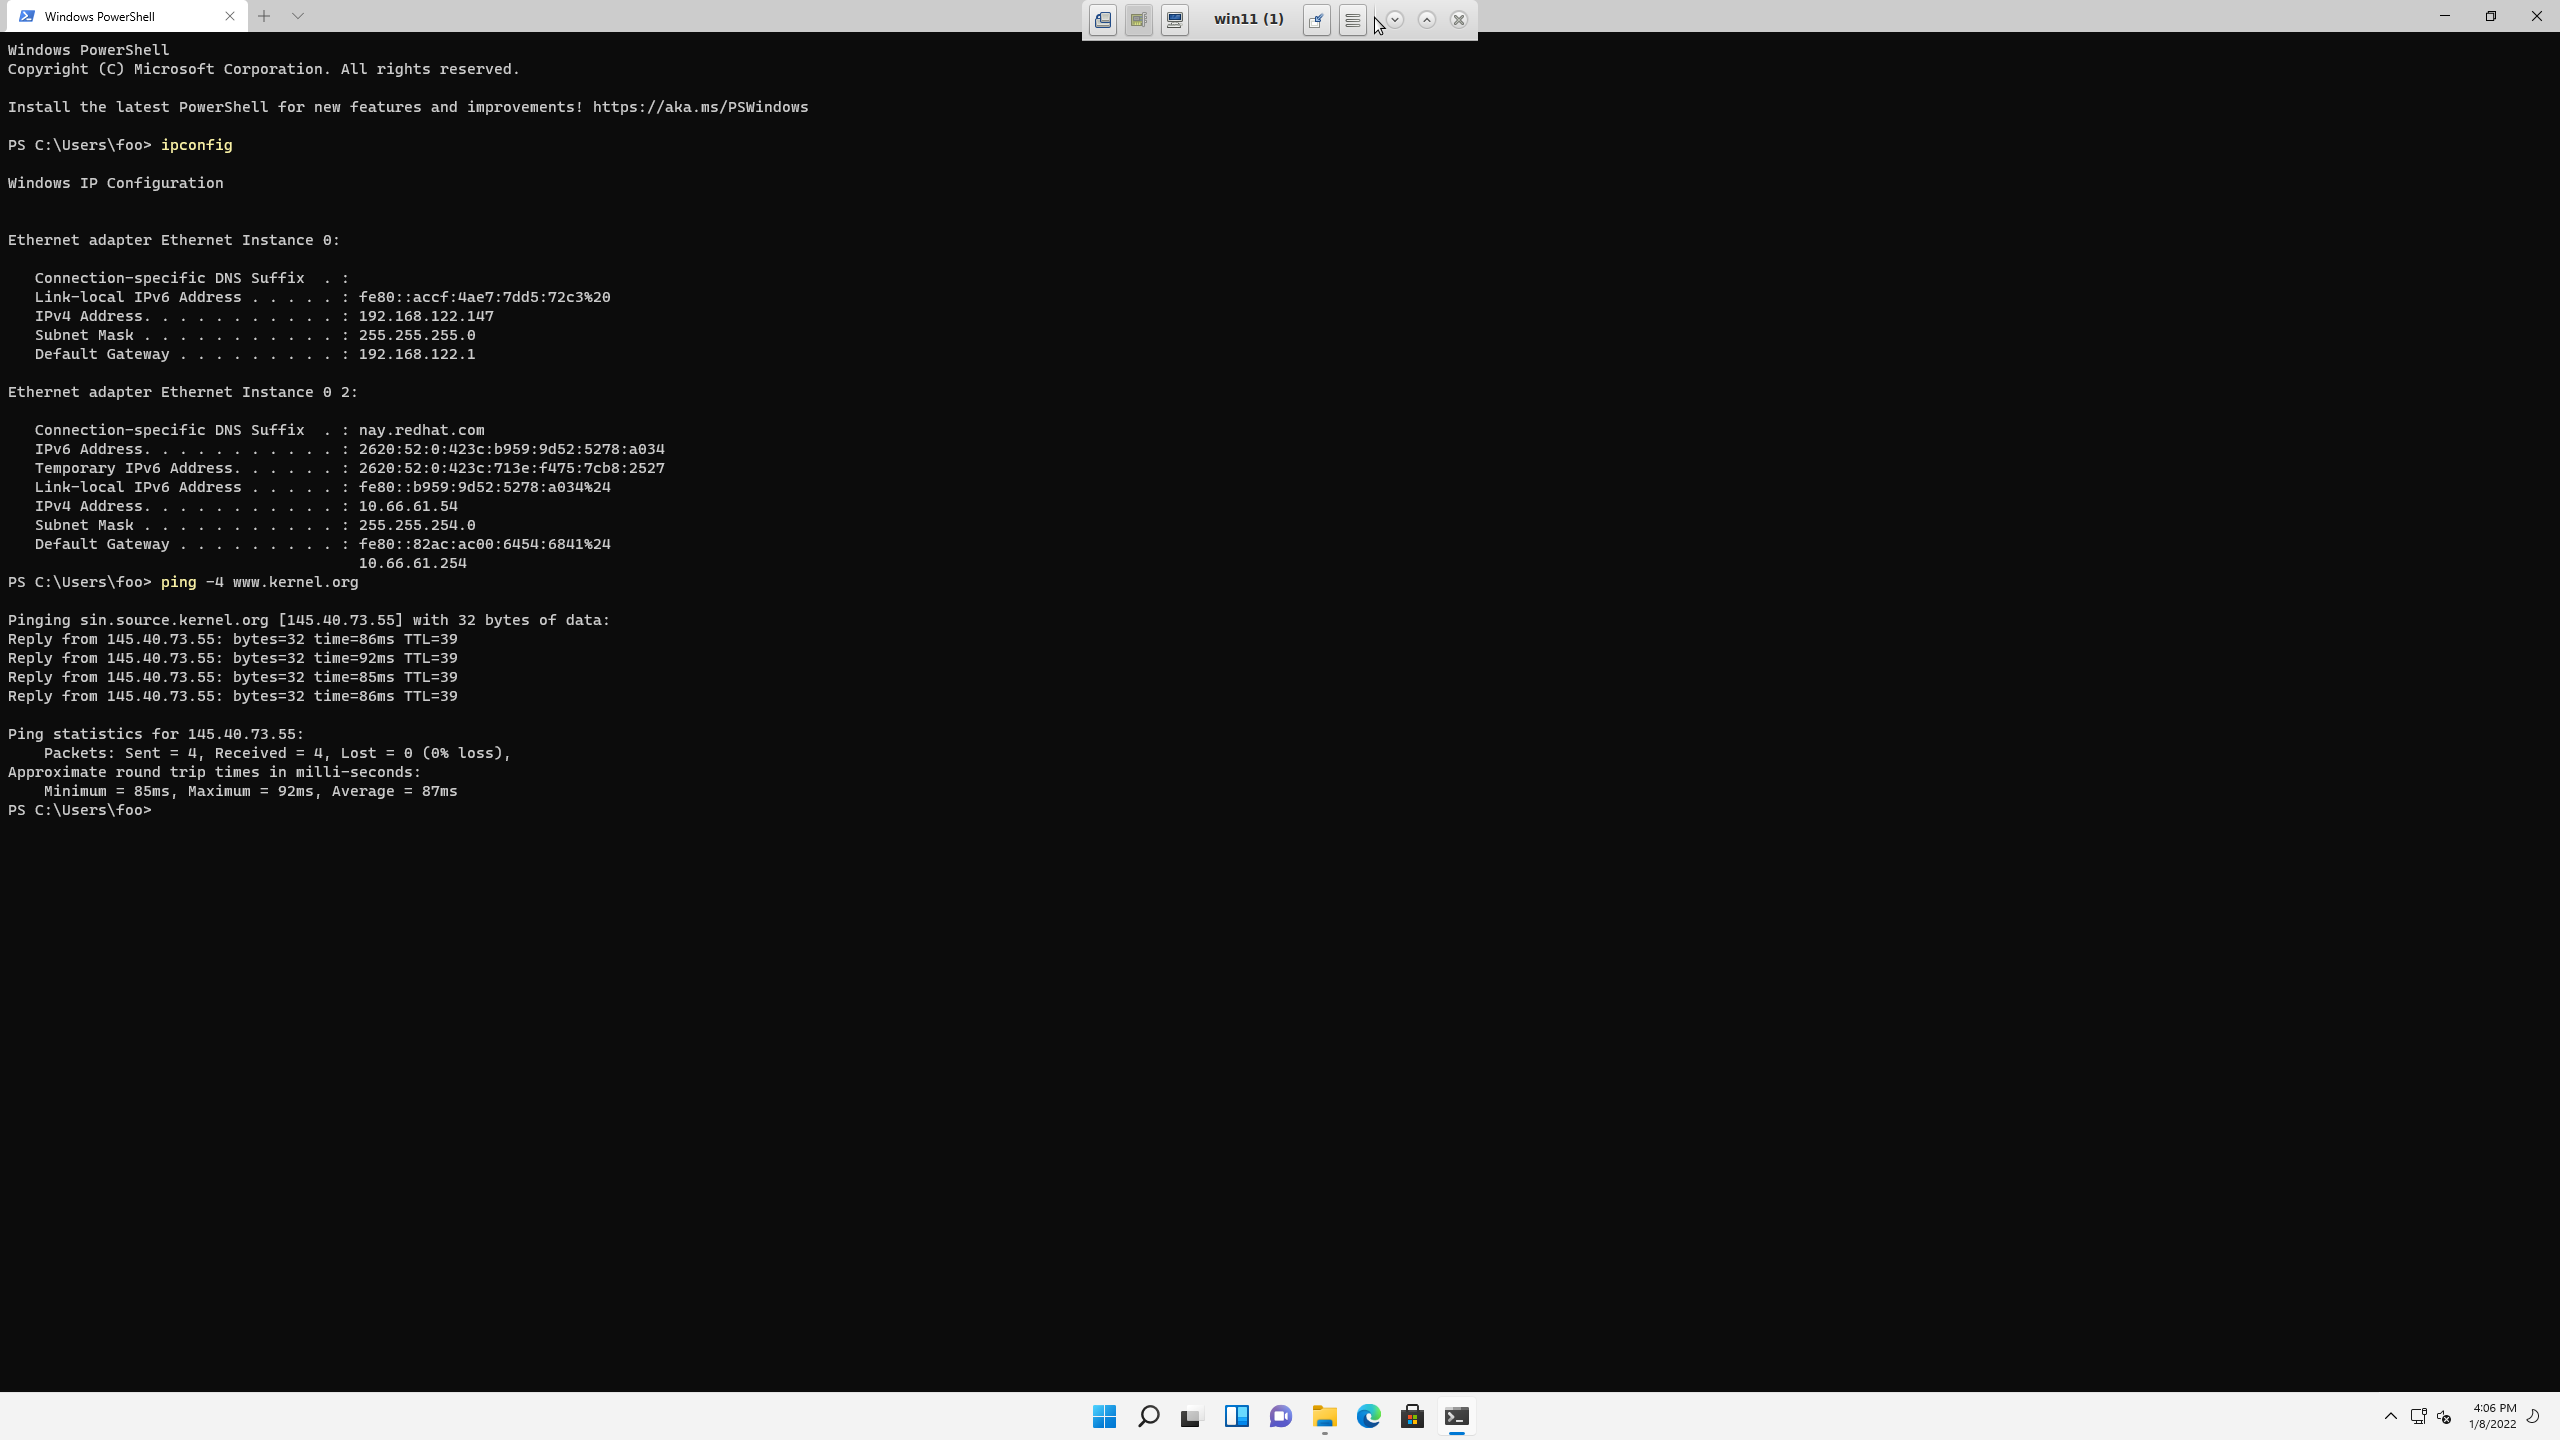 Windows PowerShell
win11 (1)
Windows PowerShell
Copyright (C) Microsoft Corporation. All rights reserved.
Install the latest PowerShell for new features and improvements! https://aka.ms/PSWindows
PS C:\Users\foo> ipconfig
Windows IP Configuration
Ethernet adapter Ethernet Instance 0:
   Connection-specific DNS Suffix  . :
   Link-local IPv6 Address . . . . . : fe80::accf:4ae7:7dd5:72c3%20
   IPv4 Address. . . . . . . . . . . : 192.168.122.147
   Subnet Mask . . . . . . . . . . . : 255.255.255.0
   Default Gateway . . . . . . . . . : 192.168.122.1
Ethernet adapter Ethernet Instance 0 2:
   Connection-specific DNS Suffix  . : nay.redhat.com
   IPv6 Address. . . . . . . . . . . : 2620:52:0:423c:b959:9d52:5278:a034
   Temporary IPv6 Address. . . . . . : 2620:52:0:423c:713e:f475:7cb8:2527
   Link-local IPv6 Address . . . . . : fe80::b959:9d52:5278:a034%24
   IPv4 Address. . . . . . . . . . . : 10.66.61.54
   Subnet Mask . . . . . . . . . . . : 255.255.254.0
   Default Gateway . . . . . . . . . : fe80::82ac:ac00:6454:6841%24
                                       10.66.61.254
PS C:\Users\foo> ping -4 www.kernel.org
Pinging sin.source.kernel.org [145.40.73.55] with 32 bytes of data:
Reply from 145.40.73.55: bytes=32 time=86ms TTL=39
Reply from 145.40.73.55: bytes=32 time=92ms TTL=39
Reply from 145.40.73.55: bytes=32 time=85ms TTL=39
Reply from 145.40.73.55: bytes=32 time=86ms TTL=39
Ping statistics for 145.40.73.55:
    Packets: Sent = 4, Received = 4, Lost = 0 (0% loss),
Approximate round trip times in milli-seconds:
    Minimum = 85ms, Maximum = 92ms, Average = 87ms
PS C:\Users\foo>
4:06 PM
1/8/2022